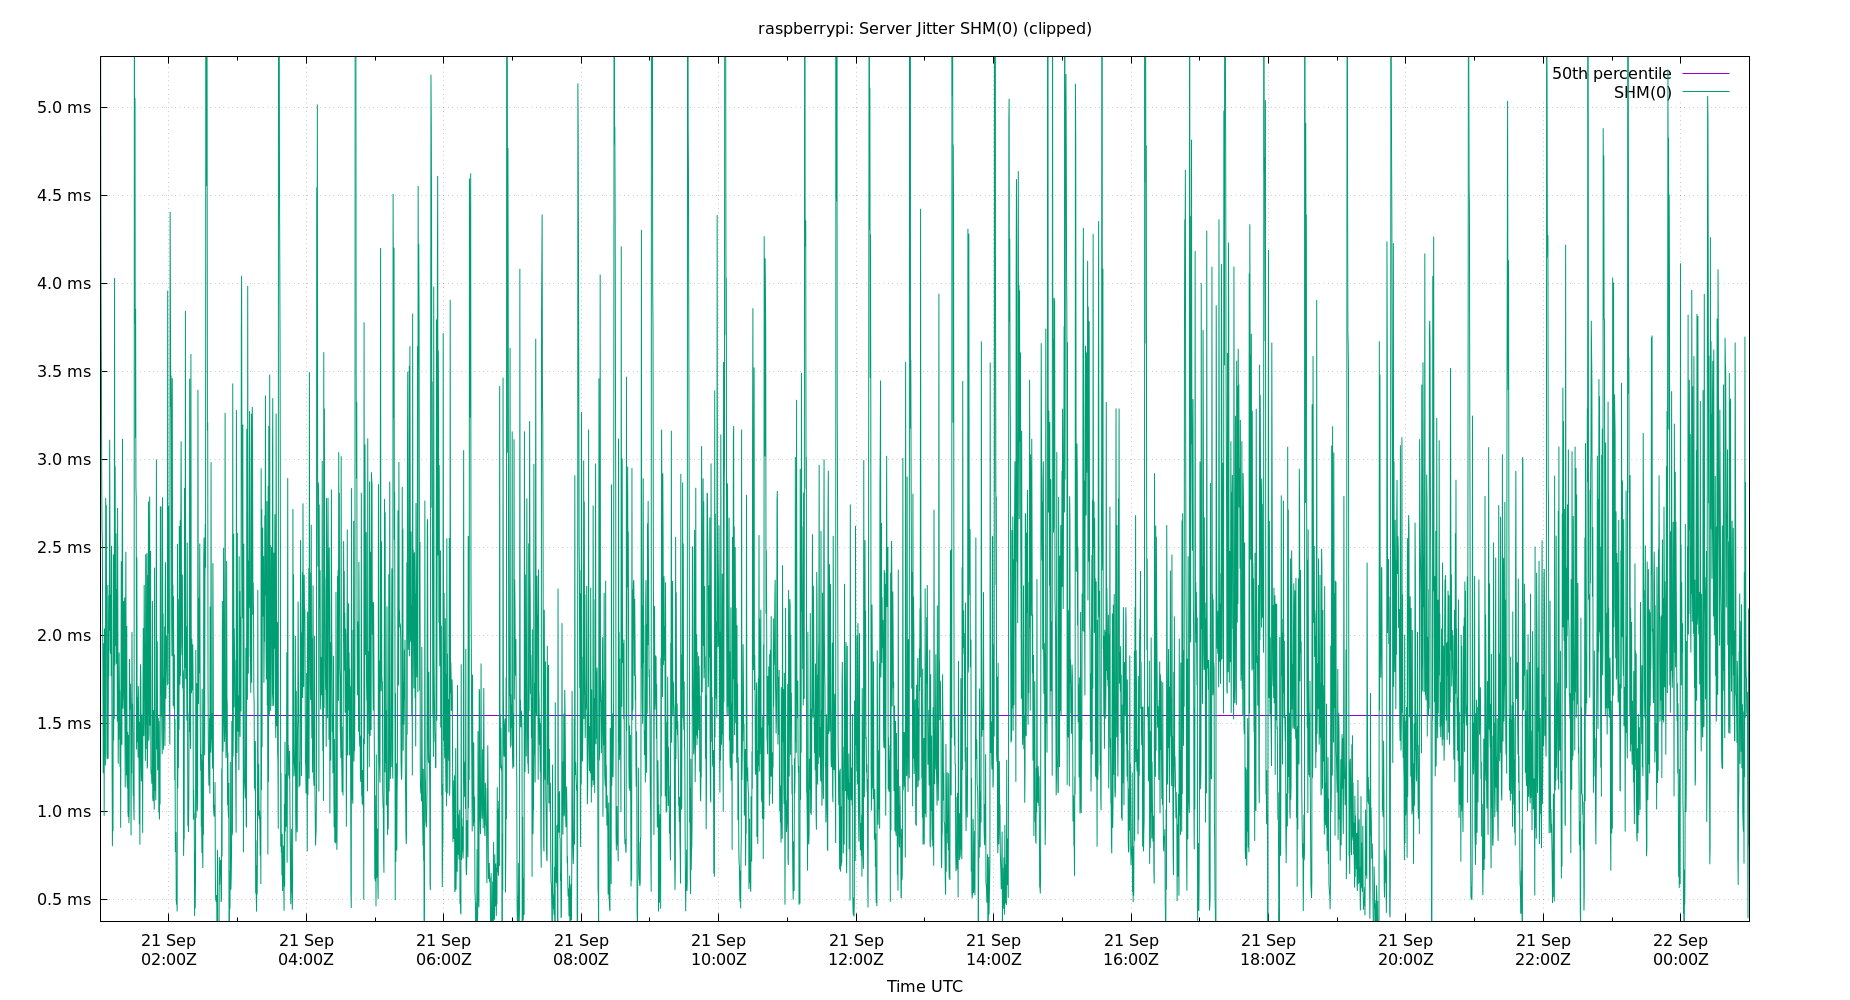 raspberrypi: Server Jitter SHM(0) (clipped)
50th percentile
SHM(0)
5.0 ms
4.5 ms
4.0 ms
3.5 ms
3.0 ms
2.5 ms
2.0 ms
1.5 ms
1.0 ms
0.5 ms
21 Sep 21 Sep 21 Sep 21 Sep 21 Sep 21 Sep 21 Sep 21 Sep 21 Sep 21 Sep 21 Sep 22 Sep
02:00Z 04:00Z 06:00Z 08:00Z 10:00Z 12:00Z 14:00Z 16:00Z 18:00Z 20:00Z 22:00Z 00:00Z
Time UTC